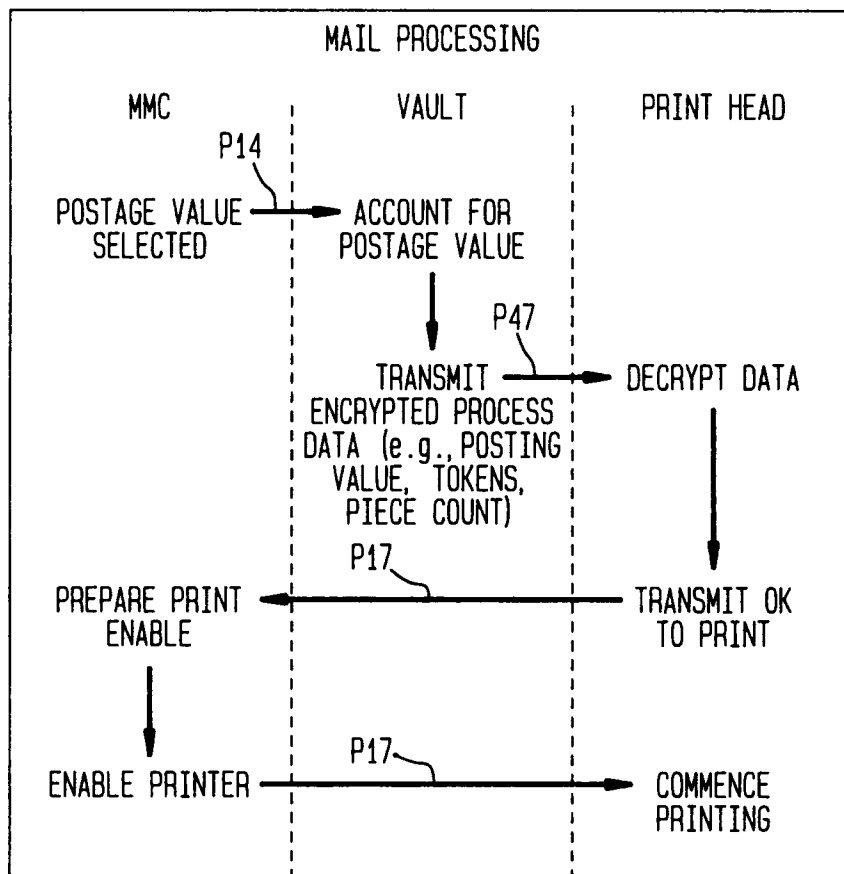 MAIL PROCESSING
MMC
VAULT
PRINT HEAD
P14
POSTAGE VALUE
SELECTED
ACCOUNT FOR
POSTAGE VALUE
P47
TRANSMIT
ENCRYPTED PROCESS
DATA (e.g., POSTING
VALUE, TOKENS,
PIECE COUNT)
DECRYPT DATA
P17
PREPARE PRINT
ENABLE
TRANSMIT OK
TO PRINT
P17
ENABLE PRINTER
COMMENCE
PRINTING